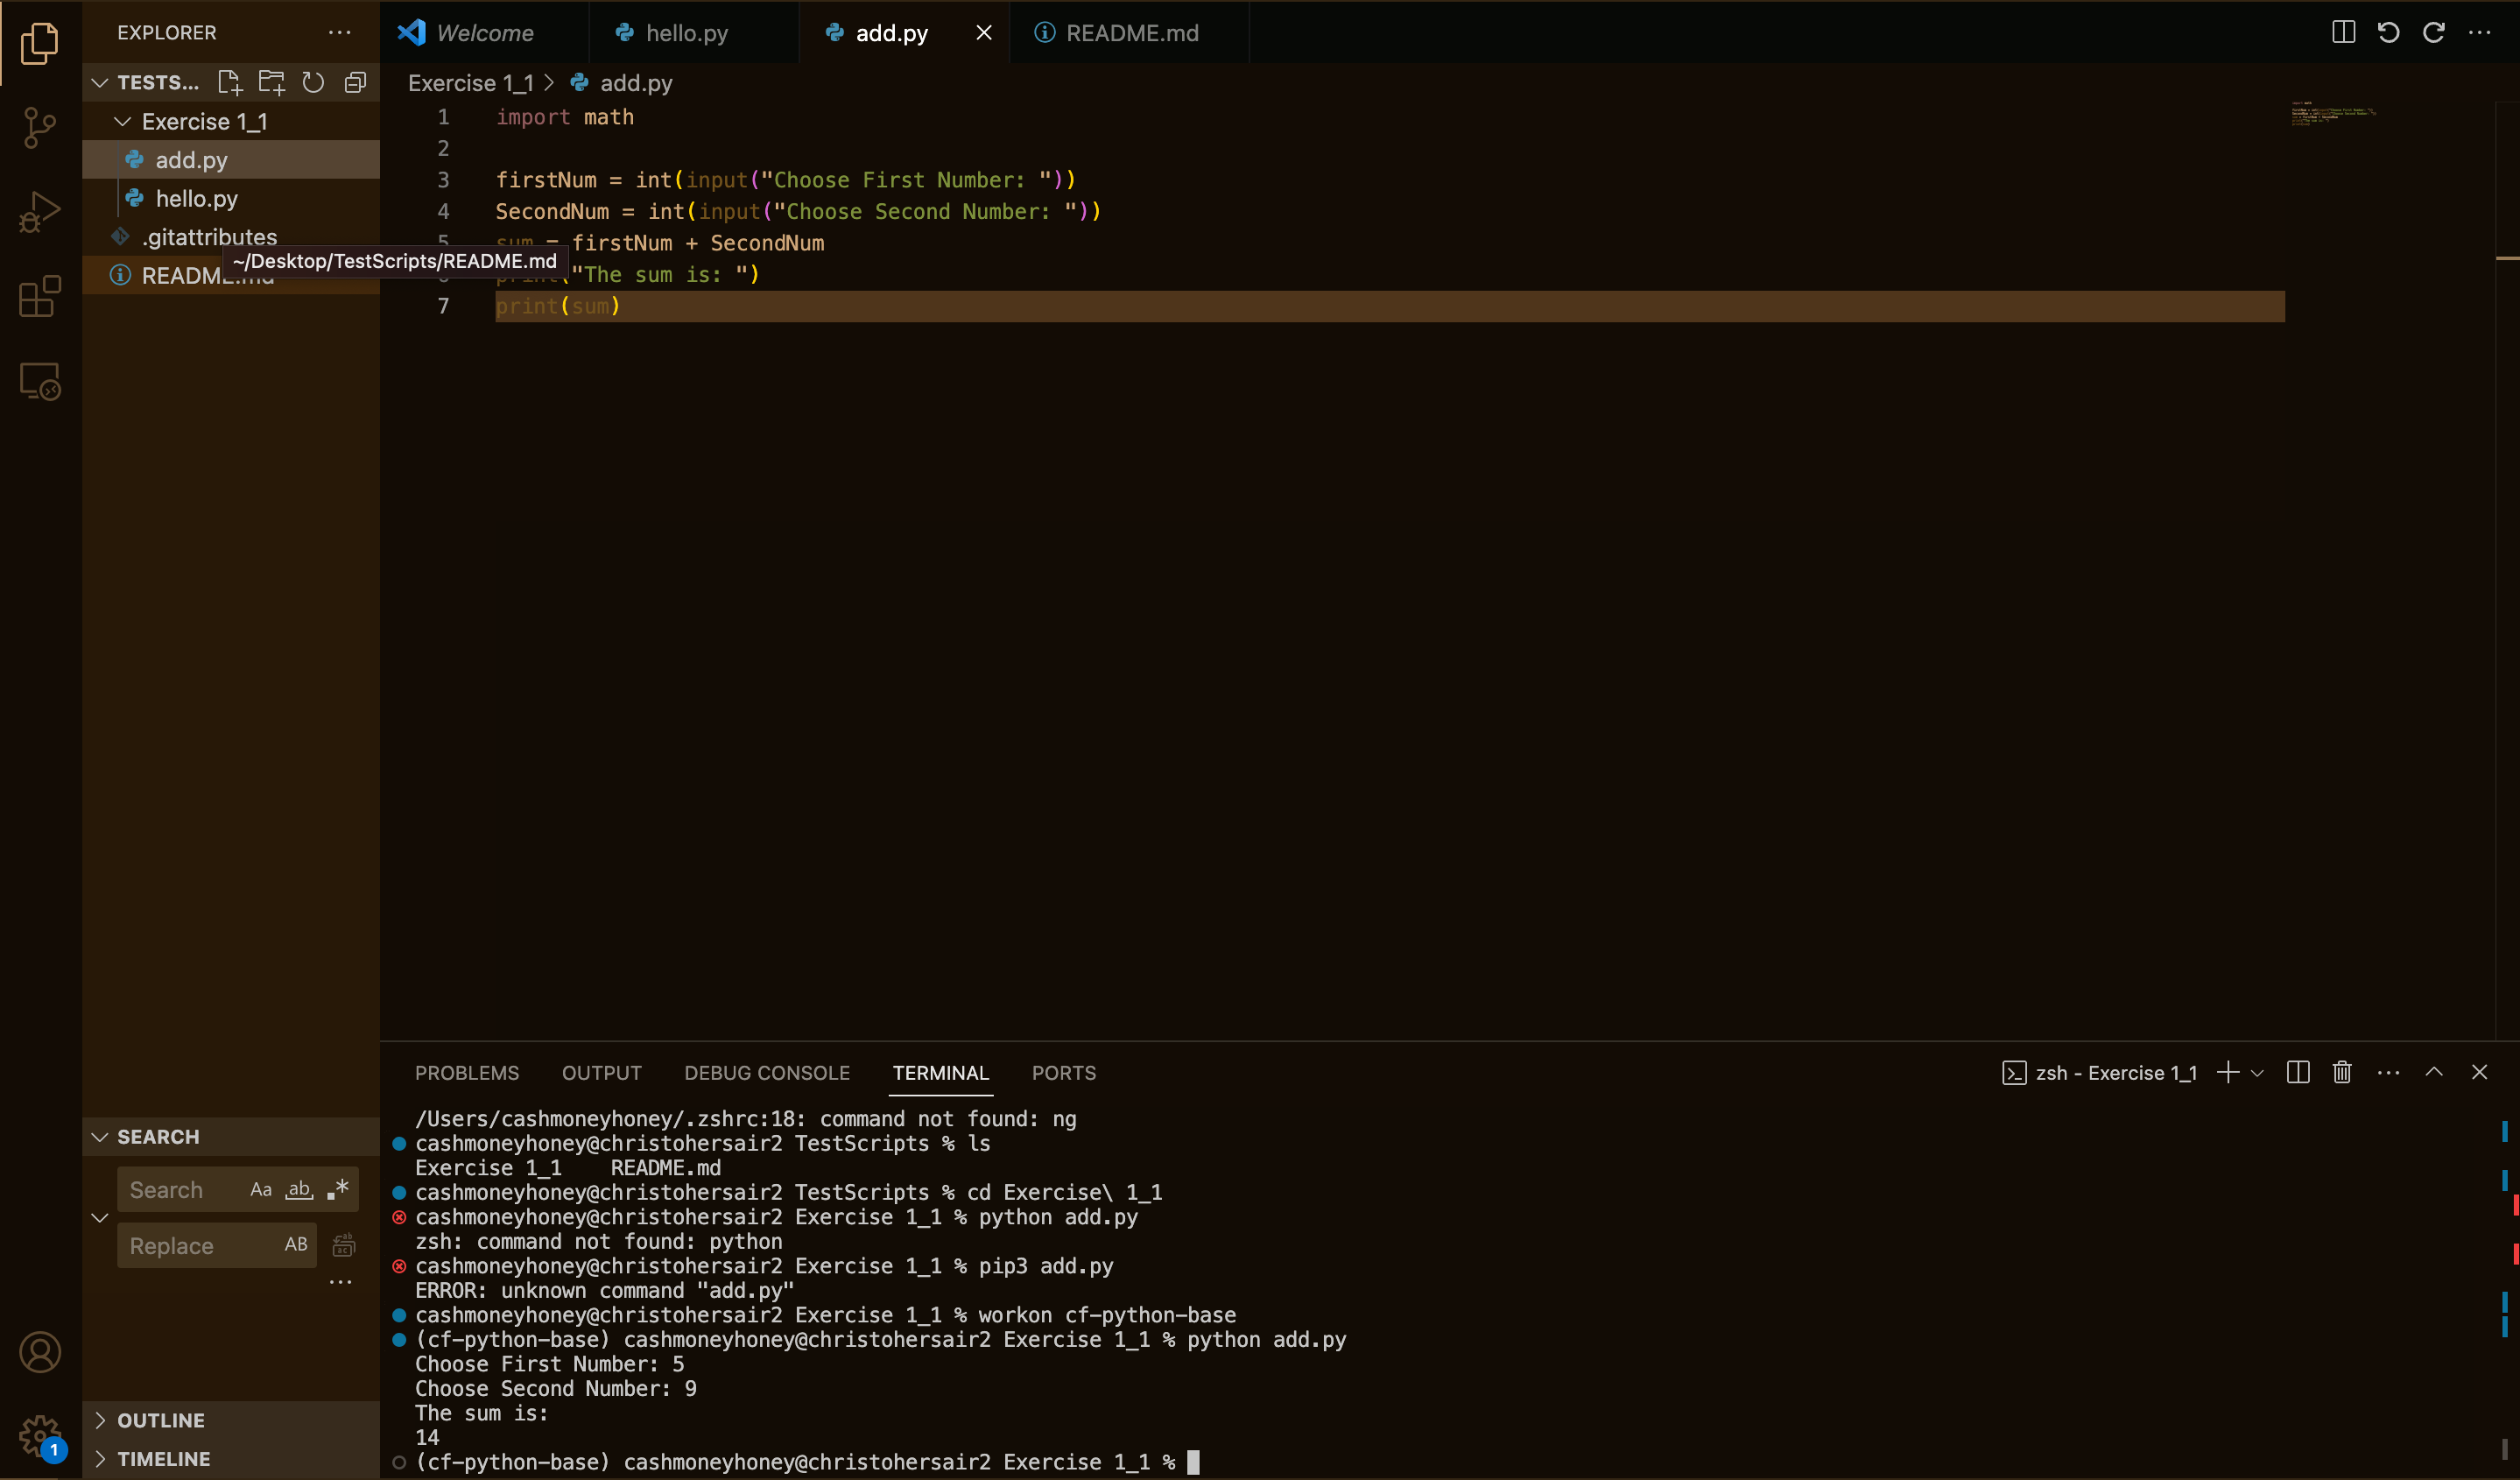 EXPLORER
TESTS...
Exercise 1_1
add.py
hello.py
.gitattributes
README.md
~/Desktop/TestScripts/README.md
SEARCH
Search
Aa
ab
.*
Replace
AB
OUTLINE
TIMELINE
1
Welcome
hello.py
add.py
README.md
Exercise 1_1 > add.py
1 import math
2
3 firstNum = int(input("Choose First Number: "))
4 SecondNum = int(input("Choose Second Number: "))
5 sum = firstNum + SecondNum
6 print("The sum is: ")
7 print(sum)
PROBLEMS OUTPUT DEBUG CONSOLE TERMINAL PORTS
zsh - Exercise 1_1
/Users/cashmoneyhoney/.zshrc:18: command not found: ng
cashmoneyhoney@christohersair2 TestScripts % ls
Exercise 1_1 README.md
cashmoneyhoney@christohersair2 TestScripts % cd Exercise\ 1_1
cashmoneyhoney@christohersair2 Exercise 1_1 % python add.py
zsh: command not found: python
cashmoneyhoney@christohersair2 Exercise 1_1 % pip3 add.py
ERROR: unknown command "add.py"
cashmoneyhoney@christohersair2 Exercise 1_1 % workon cf-python-base
(cf-python-base) cashmoneyhoney@christohersair2 Exercise 1_1 % python add.py
Choose First Number: 5
Choose Second Number: 9
The sum is:
14
(cf-python-base) cashmoneyhoney@christohersair2 Exercise 1_1 %